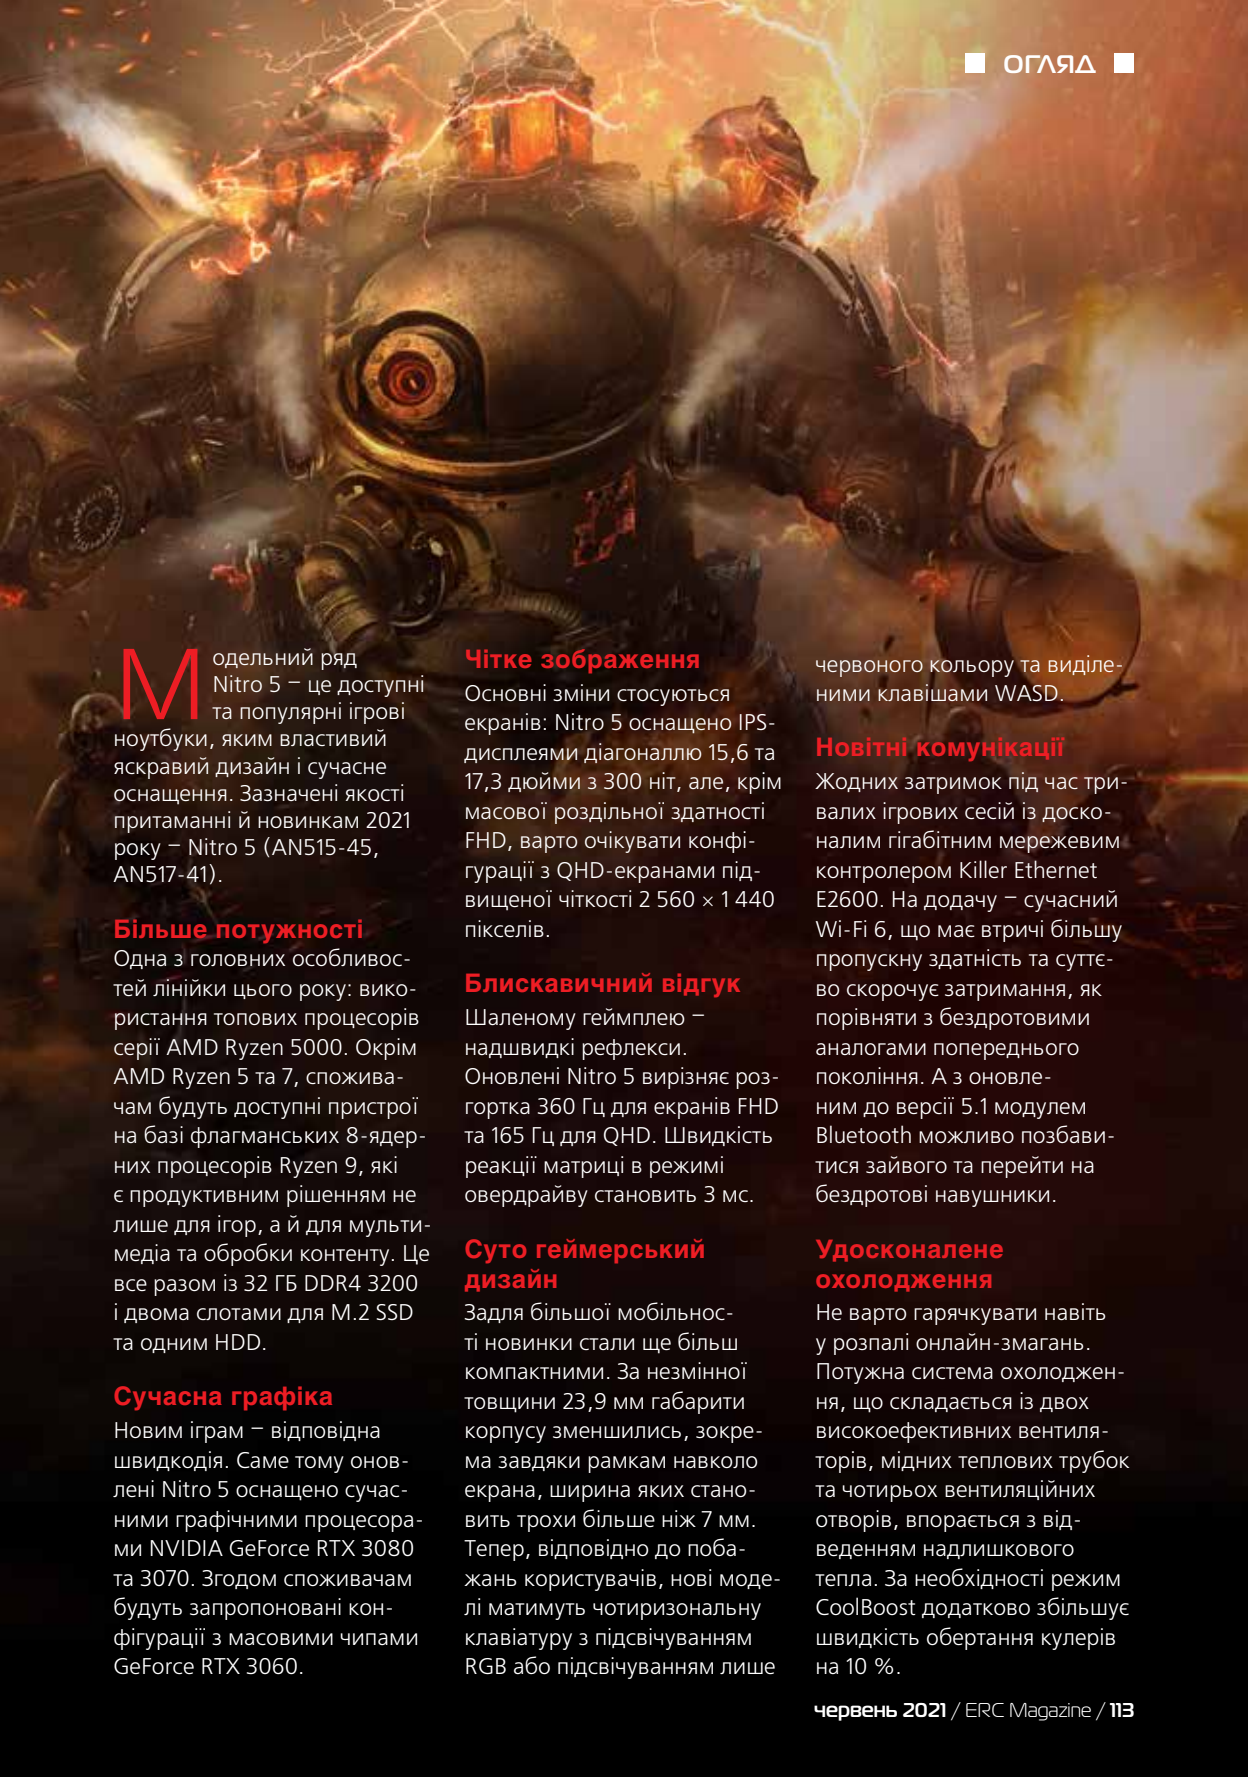 ОГЛЯД
Модельний ряд
Nitro 5 – це доступні
та популярні ігрові
ноутбуки, яким властивий
яскравий дизайн і сучасне
оснащення. Зазначені якості
притаманні й новинкам 2021
року – Nitro 5 (AN515-45,
AN517-41).
Більше потужності
Одна з головних особливос-
тей лінійки цього року: вико-
ристання топових процесорів
серії AMD Ryzen 5000. Окрім
AMD Ryzen 5 та 7, спожива-
чам будуть доступні пристрої
на базі флагманських 8-ядер-
них процесорів Ryzen 9, які
є продуктивним рішенням не
лише для ігор, а й для мульти-
медіа та обробки контенту. Це
все разом із 32 ГБ DDR4 3200
і двома слотами для M.2 SSD
та одним HDD.
Сучасна графіка
Новим іграм – відповідна
швидкодія. Саме тому онов-
лені Nitro 5 оснащено сучас-
ними графічними процесора-
ми NVIDIA GeForce RTX 3080
та 3070. Згодом споживачам
будуть запропоновані кон-
фігурації з масовими чипами
GeForce RTX 3060.
Чітке зображення
Основні зміни стосуються
екранів: Nitro 5 оснащено IPS-
дисплеями діагоналлю 15,6 та
17,3 дюйми з 300 ніт, але, крім
масової роздільної здатності
FHD, варто очікувати конфі-
гурації з QHD-екранами під-
вищеної чіткості 2 560 × 1 440
пікселів.
Блискавичний відгук
Шаленому геймплею –
надшвидкі рефлекси.
Оновлені Nitro 5 вирізняє роз-
гортка 360 Гц для екранів FHD
та 165 Гц для QHD. Швидкість
реакції матриці в режимі
овердрайву становить 3 мс.
Суто геймерський
дизайн
Задля більшої мобільнос-
ті новинки стали ще більш
компактними. За незмінної
товщини 23,9 мм габарити
корпусу зменшились, зокре-
ма завдяки рамкам навколо
екрана, ширина яких стано-
вить трохи більше ніж 7 мм.
Тепер, відповідно до поба-
жань користувачів, нові моде-
лі матимуть чотиризональну
клавіатуру з підсвічуванням
RGB або підсвічуванням лише
червоного кольору та виділе-
ними клавішами WASD.
Новітні комунікації
Жодних затримок під час три-
валих ігрових сесій із доско-
налим гігабітним мережевим
контролером Killer Ethernet
E2600. На додачу – сучасний
Wi-Fi 6, що має втричі більшу
пропускну здатність та суттє-
во скорочує затримання, як
порівняти з бездротовими
аналогами попереднього
покоління. А з оновле-
ним до версії 5.1 модулем
Bluetooth можливо позбави-
тися зайвого та перейти на
бездротові навушники.
Удосконалене
охолодження
Не варто гарячкувати навіть
у розпалі онлайн-змагань.
Потужна система охолоджен-
ня, що складається із двох
високоефективних вентиля-
торів, мідних теплових трубок
та чотирьох вентиляційних
отворів, впорається з від-
веденням надлишкового
тепла. За необхідності режим
CoolBoost додатково збільшує
швидкість обертання кулерів
на 10 %.
червень 2021 / ERC Magazine / 113